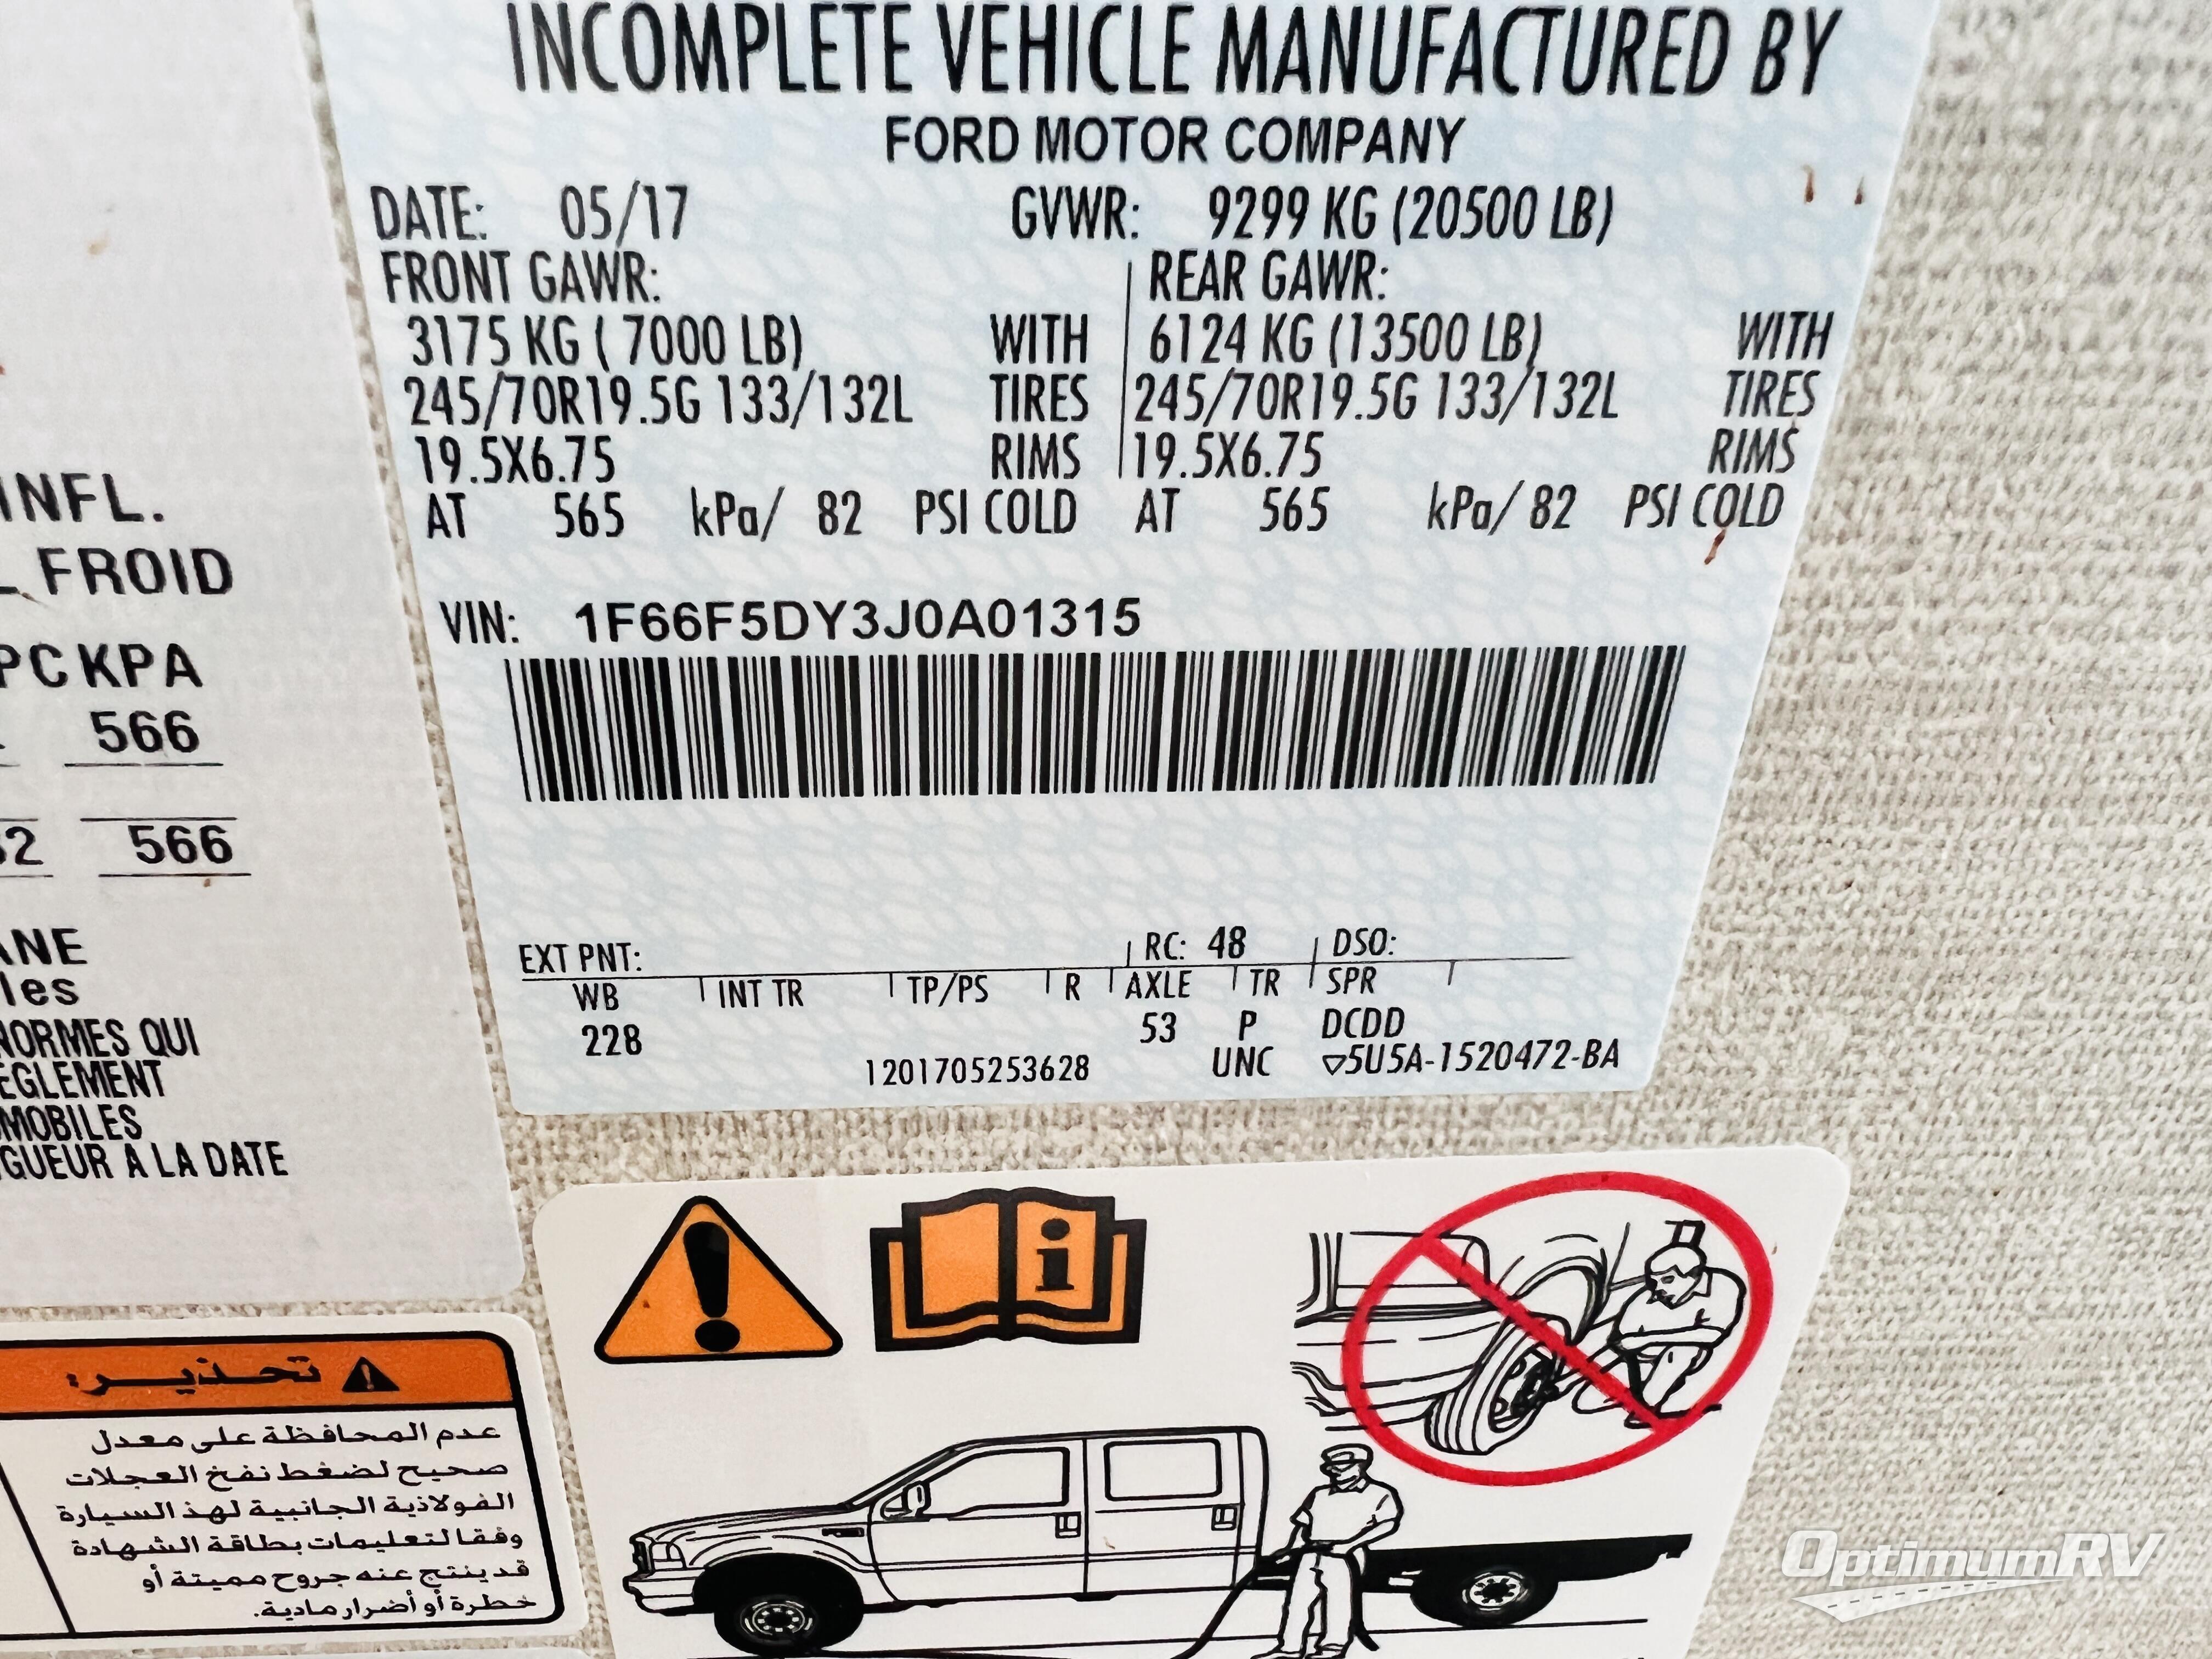 INCOMPLETE VEHICLE MANUFACTURED BY
FORD MOTOR COMPANY
DATE: 05/17 GVWR: 9299 KG (20500 LB)
FRONT GAWR: REAR GAWR:
3175 KG ( 7000 LB) WITH 6124 KG (13500 LB) WITH
245/70R19.5G 133/132L TIRES 245/70R19.5G 133/132L TIRES
19.5X6.75 RIMS 19.5X6.75 RIMS
AT 565 kPa/ 82 PSI COLD AT 565 kPa/ 82 PSI COLD
VIN: 1F66F5DY3J0A01315
EXT PNT: RC: 48 DSO:
WB INT TR TP/PS R AXLE TR SPR
228 53 P DCDD
1201705253628 UNC ▽5U5A-1520472-BA
INFL.
FROID
PC KPA
566
566
NORMES QUI
MOBILES
A LA DATE
تحذير:
عدم المحافظة على معدل
صحيح لضغط نفخ العجلات
الفولاذية الجانبية لهذ السيارة
وفقا لتعليمات بطاقة الشهادة
قد ينتج عنه جروح مميتة أو
خطرة أو أضرار مادية.
i
OptimumRV